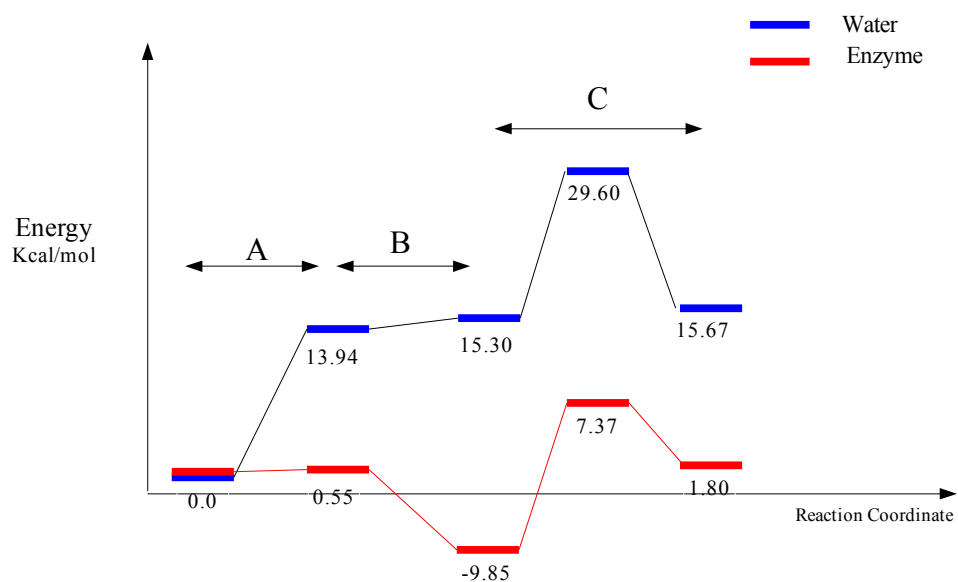 Water
Enzyme
C
29.60
Energy
Kcal/mol
A
B
13.94
15.30
15.67
7.37
0.0
0.55
1.80
Reaction Coordinate
-9.85